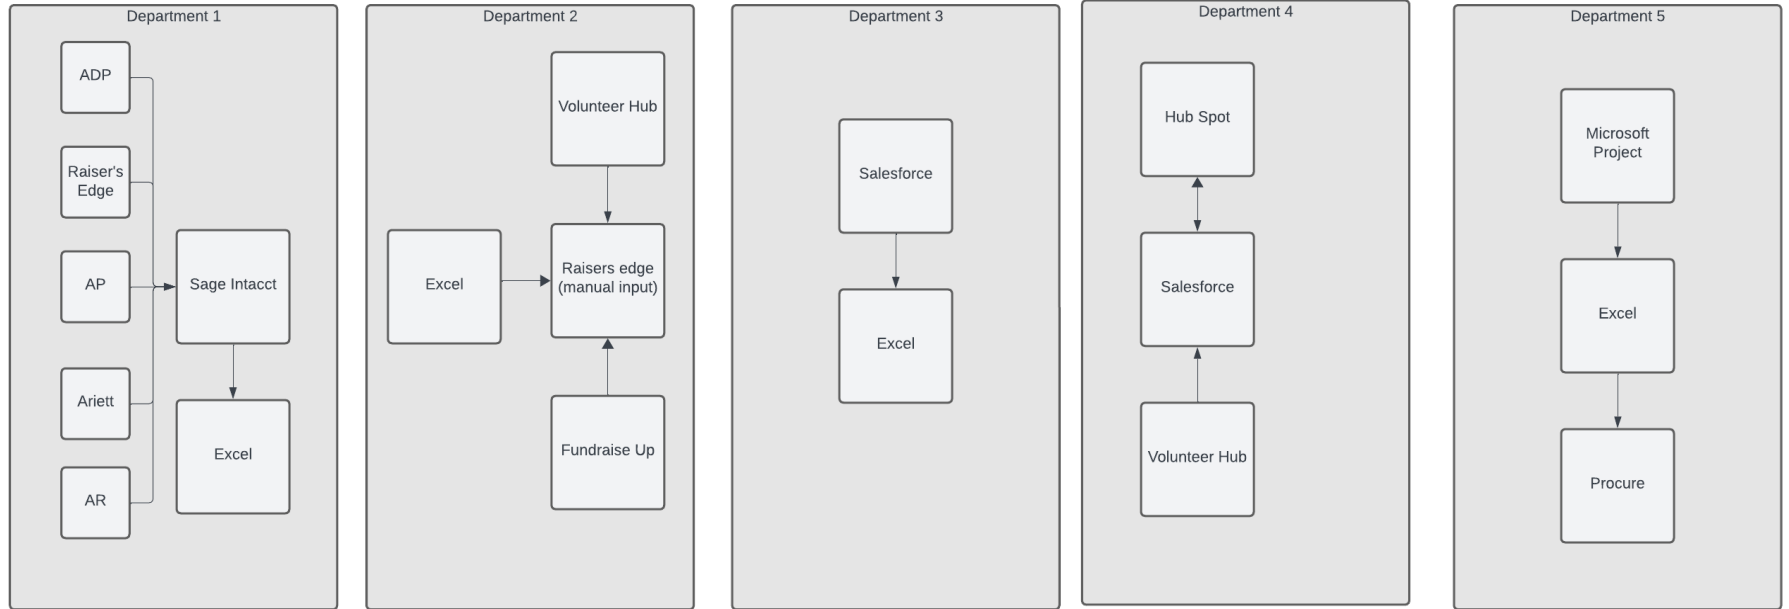 Department 1
ADP
Raiser's
Edge
AP
Ariett
AR
Sage Intacct
Excel
Department 2
Volunteer Hub
Excel
Raisers edge
(manual input)
Fundraise Up
Department 3
Salesforce
Excel
Department 4
Hub Spot
Salesforce
Volunteer Hub
Department 5
Microsoft
Project
Excel
Procure